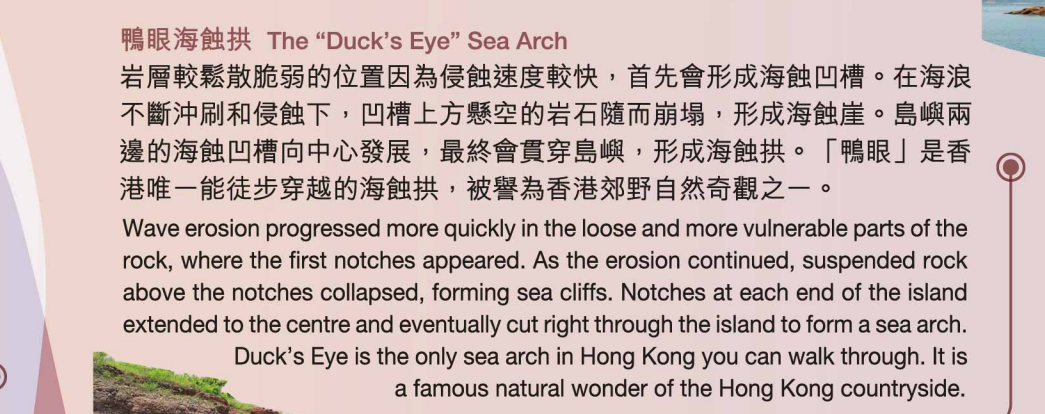 鴨眼海蝕拱 The “Duck’s Eye” Sea Arch
岩層較鬆散脆弱的位置因為侵蝕速度較快，首先會形成海蝕凹槽。在海浪
不斷沖刷和侵蝕下，凹槽上方懸空的岩石隨而崩塌，形成海蝕崖。島嶼兩
邊的海蝕凹槽向中心發展，最終會貫穿島嶼，形成海蝕拱。「鴨眼」是香
港唯一能徒步穿越的海蝕拱，被譽為香港郊野自然奇觀之一。
Wave erosion progressed more quickly in the loose and more vulnerable parts of the
rock, where the first notches appeared. As the erosion continued, suspended rock
above the notches collapsed, forming sea cliffs. Notches at each end of the island
extended to the centre and eventually cut right through the island to form a sea arch.
Duck’s Eye is the only sea arch in Hong Kong you can walk through. It is
a famous natural wonder of the Hong Kong countryside.